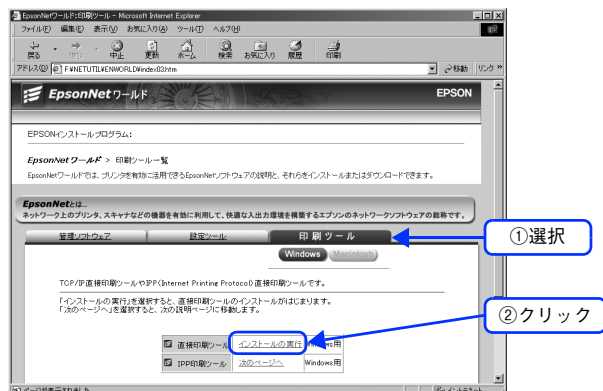 EpsonNetワールド:印刷ツール - Microsoft Internet Explorer
ファイル(F) 編集(E) 表示(V) お気に入り(A) ツール(T) ヘルプ(H)
戻る 進む 中止 更新 ホーム 検索 お気に入り 履歴 印刷
アドレス(D) F:¥NETUTIL¥ENWORLD¥index03.htm 移動 リンク »
EpsonNet ワールド EPSON
EPSONインストールプログラム:
EpsonNet ワールド > 印刷ツール一覧
EpsonNetワールドでは、プリンタを有効に活用できるEpsonNetソフトウェアの説明と、それらをインストールまたはダウンロードできます。
EpsonNetとは...
ネットワーク上のプリンタ、スキャナなどの機器を有効に利用して、快適な入出力環境を構築するエプソンのネットワークソフトウェアの総称です。
管理ソフトウェア 設定ツール 印刷ツール
①選択
Windows Macintosh
TCP/IP直接印刷ツールやIPP(Internet Printing Protocol)直接印刷ツールです。
「インストールの実行」を選択すると、直接印刷ツールのインストールがはじまります。
「次のページへ」を選択すると、次の説明ページに移動します。
②クリック
直接印刷ツール インストールの実行 Windows用
IPP印刷ツール 次のページへ Windows用
ページが表示されました